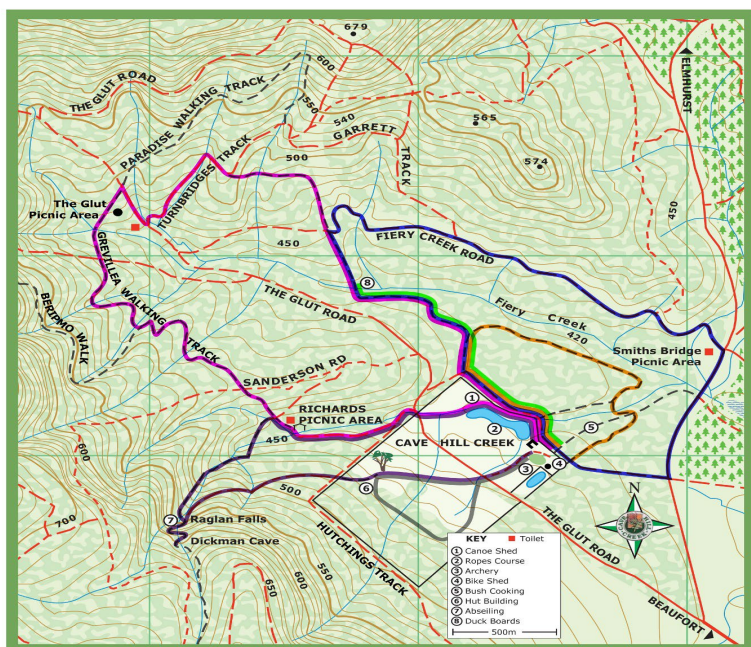 679
600
THE GLUT ROAD
PARADISE WALKING TRACK
550
540
GARRETT
TRACK
565
574
ELMHURST
500
TURNBRIDGES TRACK
The Glut
Picnic Area
450
450
FIERY CREEK ROAD
GREVILEA WALKING
TRACK
BERIPMO WALK
8
THE GLUT ROAD
Fiery Creek
420
Smiths Bridge
Picnic Area
SANDERSON RD
RICHARDS
PICNIC AREA
450
1
2
CAVE HILL CREEK
5
3
4
6
600
500
700
7
Raglan Falls
Dickman Cave
HUTCHINGS TRACK
550
600
650
THE GLUT ROAD
N
CAVE HILL CREEK
BEAUFORT
KEY Toilet
1 Canoe Shed
2 Ropes Course
3 Archery
4 Bike Shed
5 Bush Cooking
6 Hut Building
7 Abseiling
8 Duck Boards
500m